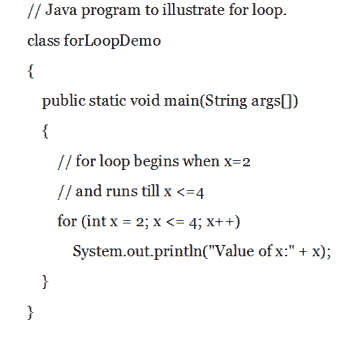 // Java program to illustrate for loop.
class forLoopDemo
{
public static void main(String args[])
{
// for loop begins when x=2
// and runs till x <=4
for (int x = 2; x <= 4; x++)
System.out.println("Value of x:" + x);
}
}